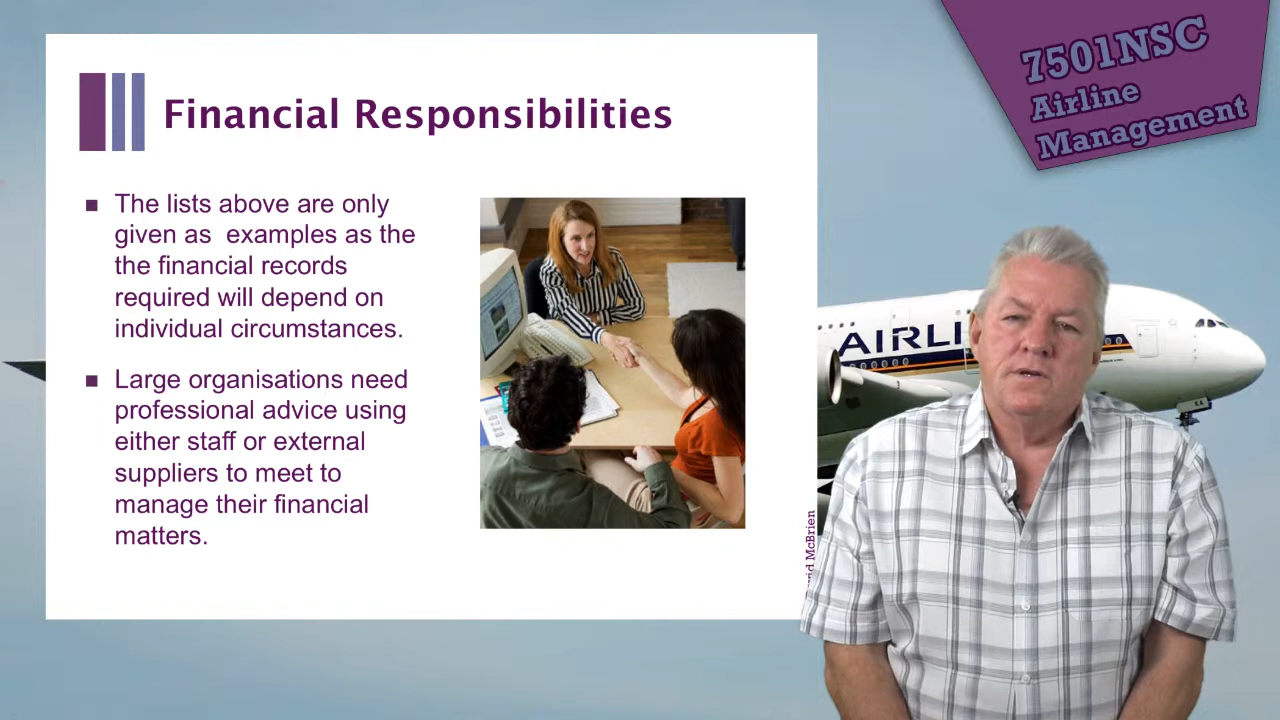 7501NSC
Airline
Management
Financial Responsibilities
The lists above are only
given as examples as the
the financial records
required will depend on
individual circumstances.
Large organisations need
professional advice using
either staff or external
suppliers to meet to
manage their financial
matters.
AIRLI
McBrien